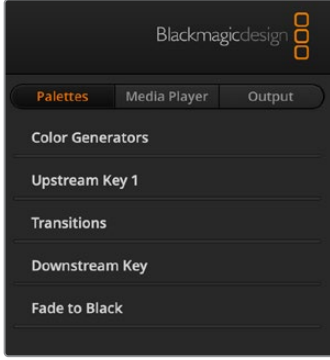 Blackmagicdesign
Palettes Media Player Output
Color Generators
Upstream Key 1
Transitions
Downstream Key
Fade to Black